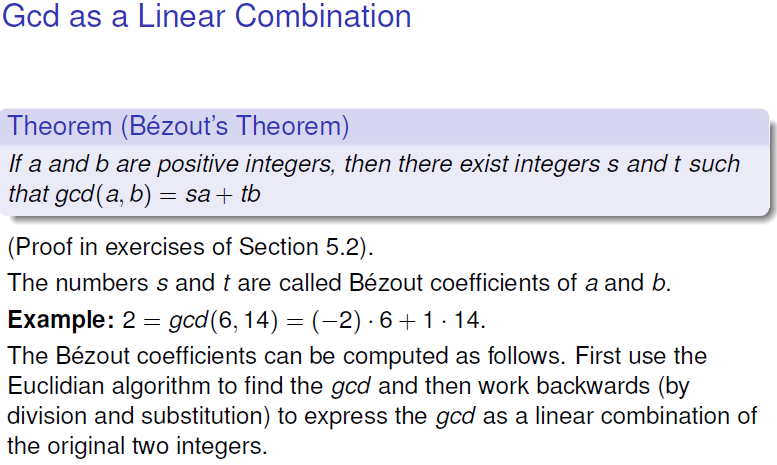 Gcd as a Linear Combination
Theorem (Bézout's Theorem)
If a and b are positive integers, then there exist integers s and t such
that gcd(a, b) = sa + tb
(Proof in exercises of Section 5.2).
The numbers s and t are called Bézout coefficients of a and b.
Example: 2 = gcd(6, 14) = (−2) · 6 + 1 · 14.
The Bézout coefficients can be computed as follows. First use the
Euclidian algorithm to find the gcd and then work backwards (by
division and substitution) to express the gcd as a linear combination of
the original two integers.